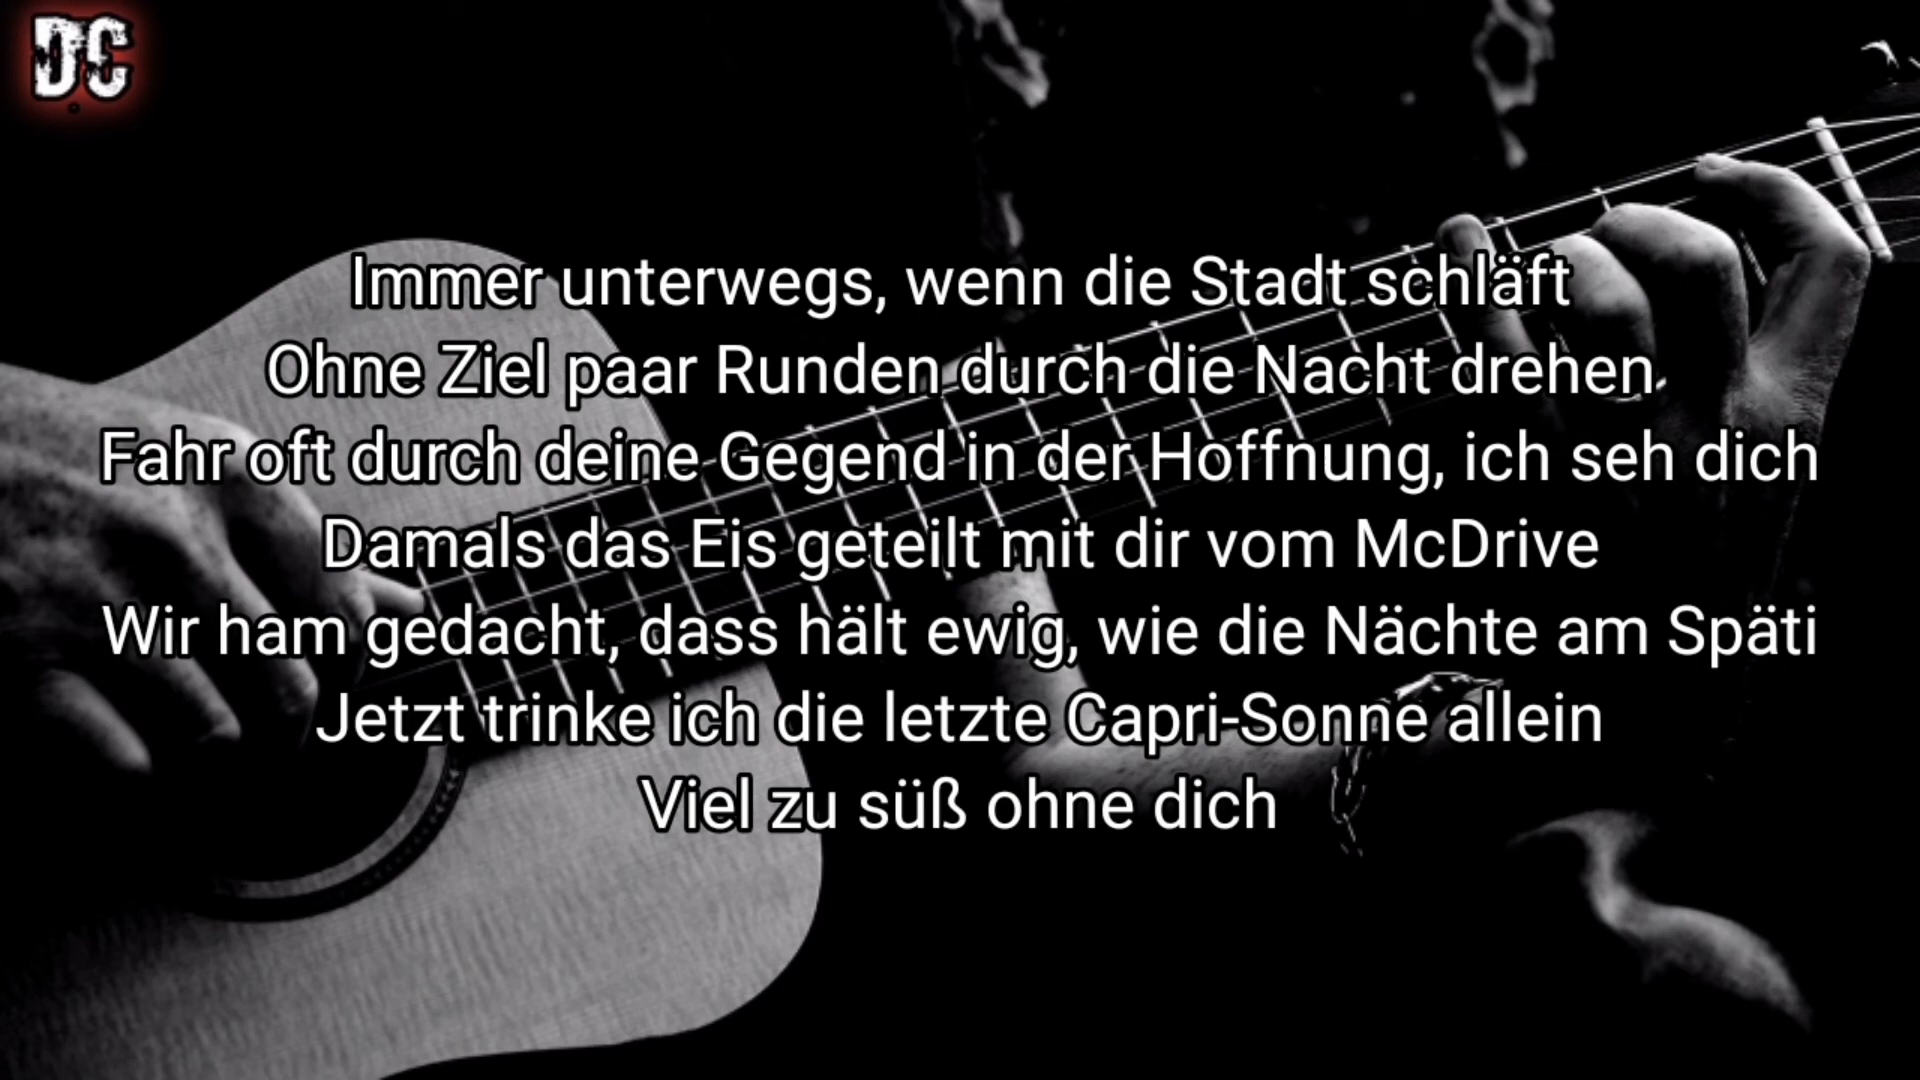 DC
Immer unterwegs, wenn die Stadt schläft
Ohne Ziel paar Runden durch die Nacht drehen
Fahr oft durch deine Gegend in der Hoffnung, ich seh dich
Damals das Eis geteilt mit dir vom McDrive
Wir ham gedacht, dass hält ewig, wie die Nächte am Späti
Jetzt trinke ich die letzte Capri-Sonne allein
Viel zu süß ohne dich